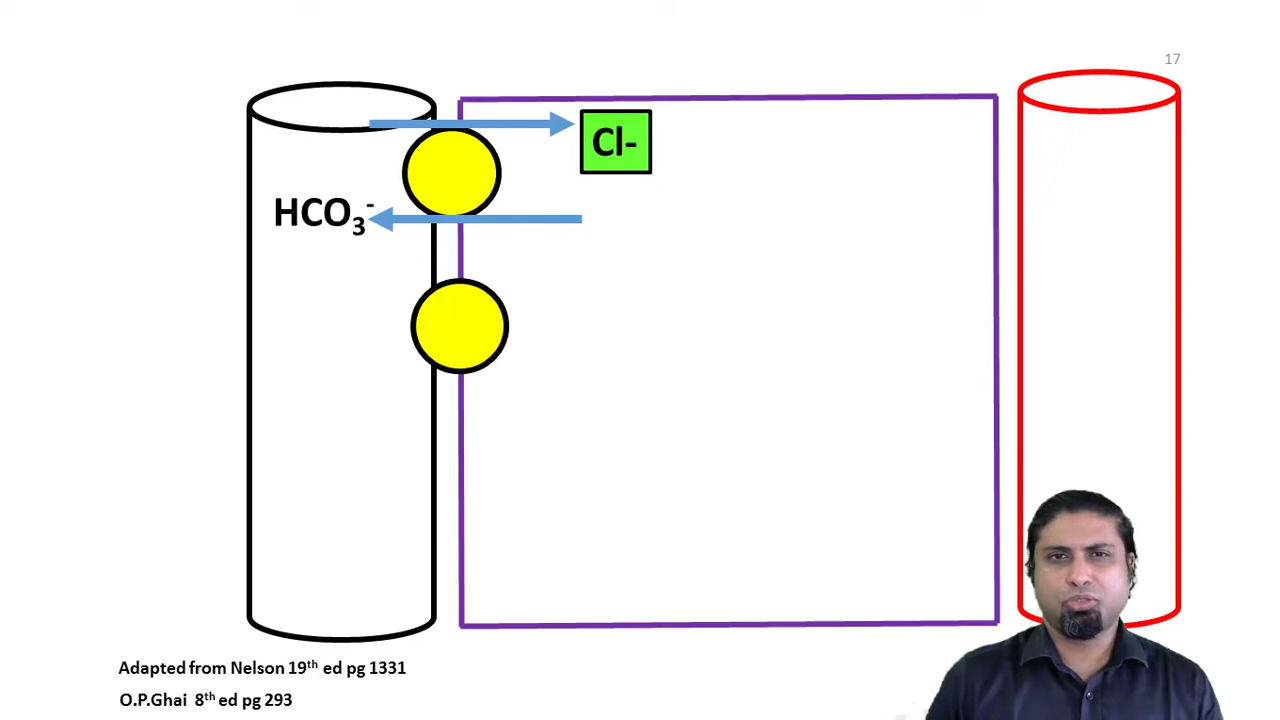 17
Cl-
HCO₃⁻
Adapted from Nelson 19th ed pg 1331
O.P.Ghai 8th ed pg 293